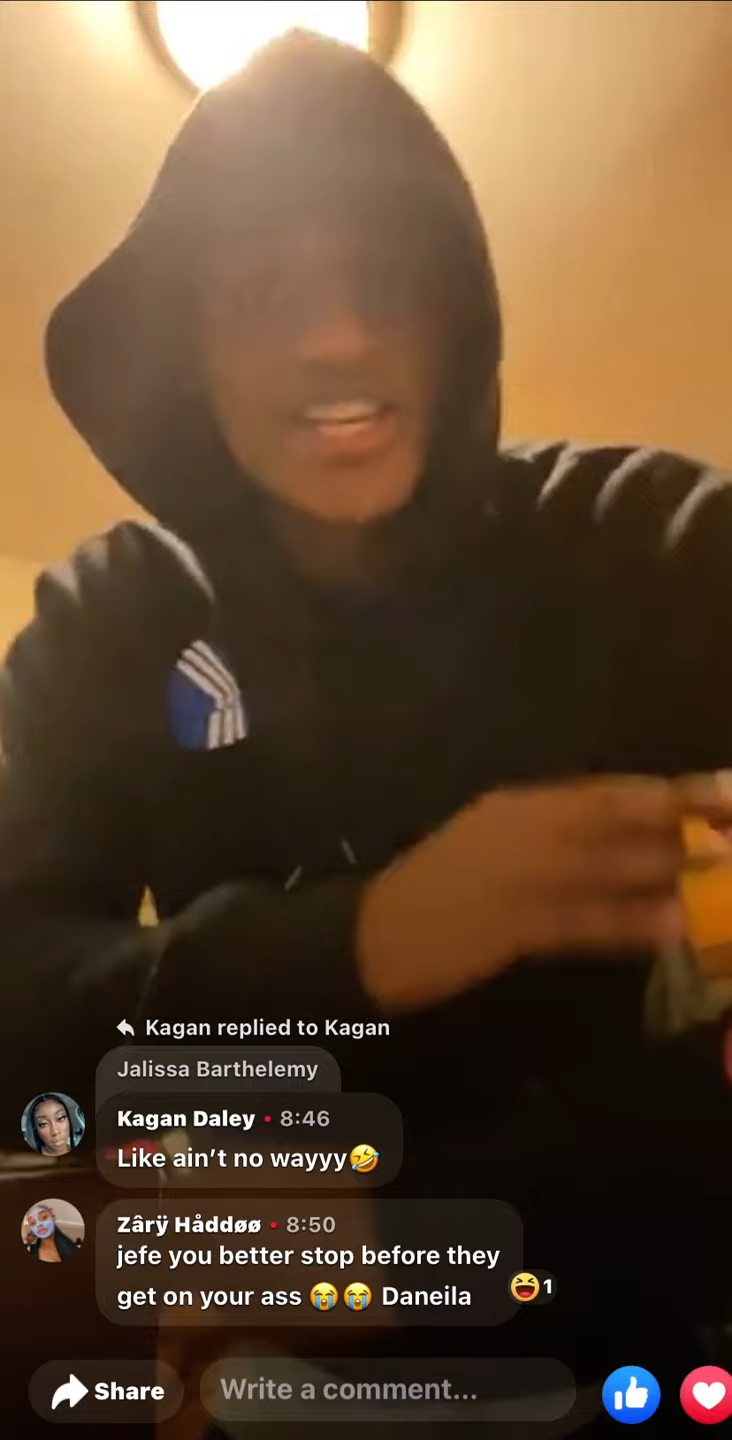 Kagan replied to Kagan
Jalissa Barthelemy
Kagan Daley • 8:46
Like ain't no wayyy🤣
Zârÿ Håddøø • 8:50
jefe you better stop before they
get on your ass 😭😭 Daneila
😆1
Share
Write a comment...